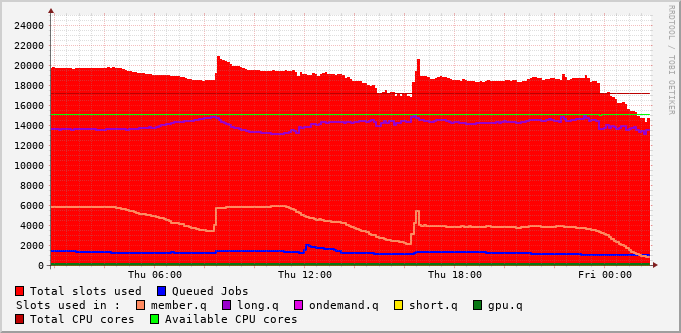 RRDTOOL / TOBI OETIKER
24000
22000
20000
18000
16000
14000
12000
10000
8000
6000
4000
2000
0
Thu 06:00 Thu 12:00 Thu 18:00 Fri 00:00
Total slots used Queued Jobs
Slots used in : member.q long.q ondemand.q short.q gpu.q
Total CPU cores Available CPU cores